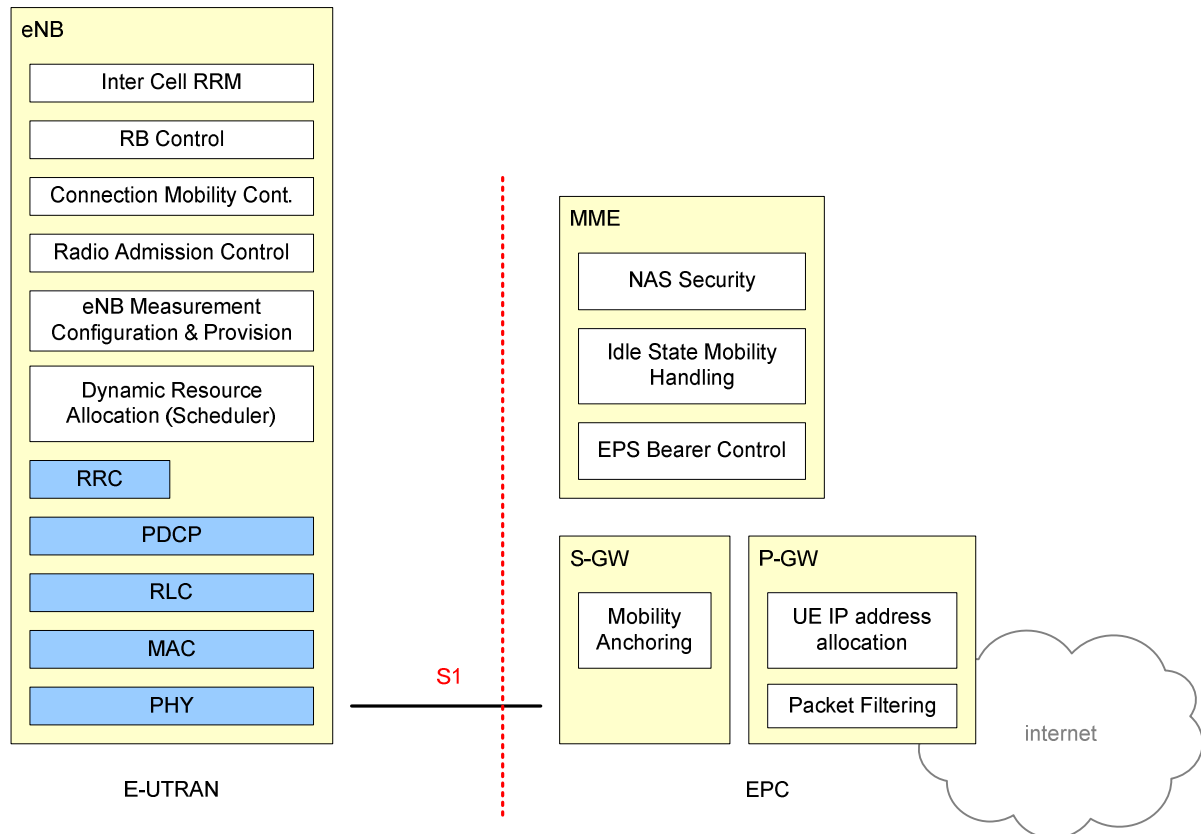 eNB
Inter Cell RRM
RB Control
Connection Mobility Cont.
Radio Admission Control
eNB Measurement
Configuration & Provision
Dynamic Resource
Allocation (Scheduler)
RRC
PDCP
RLC
MAC
PHY
S1
MME
NAS Security
Idle State Mobility
Handling
EPS Bearer Control
S-GW
Mobility
Anchoring
P-GW
UE IP address
allocation
Packet Filtering
internet
E-UTRAN
EPC